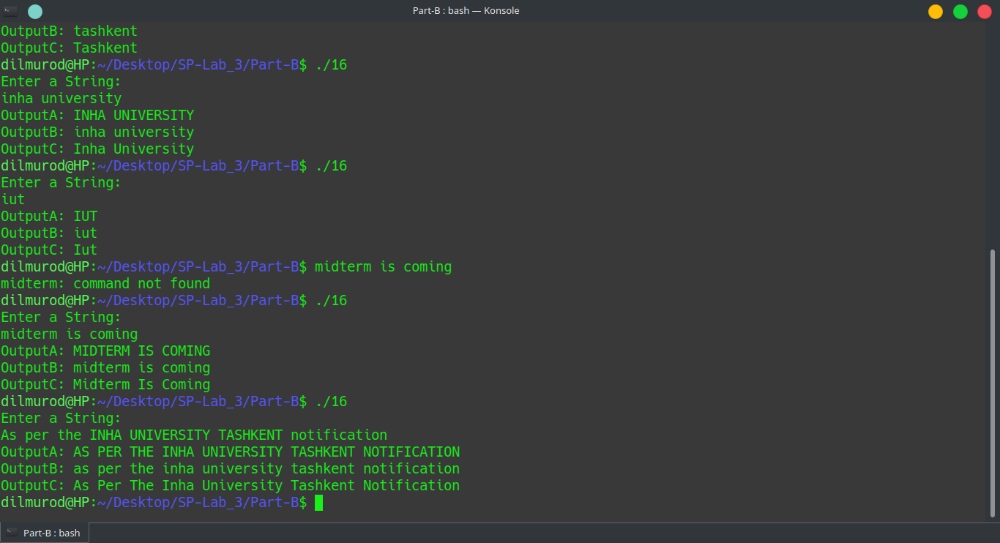 Part-B : bash — Konsole
OutputB: tashkent
OutputC: Tashkent
dilmurod@HP:~/Desktop/SP-Lab_3/Part-B$ ./16
Enter a String:
inha university
OutputA: INHA UNIVERSITY
OutputB: inha university
OutputC: Inha University
dilmurod@HP:~/Desktop/SP-Lab_3/Part-B$ ./16
Enter a String:
iut
OutputA: IUT
OutputB: iut
OutputC: Iut
dilmurod@HP:~/Desktop/SP-Lab_3/Part-B$ midterm is coming
midterm: command not found
dilmurod@HP:~/Desktop/SP-Lab_3/Part-B$ ./16
Enter a String:
midterm is coming
OutputA: MIDTERM IS COMING
OutputB: midterm is coming
OutputC: Midterm Is Coming
dilmurod@HP:~/Desktop/SP-Lab_3/Part-B$ ./16
Enter a String:
As per the INHA UNIVERSITY TASHKENT notification
OutputA: AS PER THE INHA UNIVERSITY TASHKENT NOTIFICATION
OutputB: as per the inha university tashkent notification
OutputC: As Per The Inha University Tashkent Notification
dilmurod@HP:~/Desktop/SP-Lab_3/Part-B$
Part-B : bash